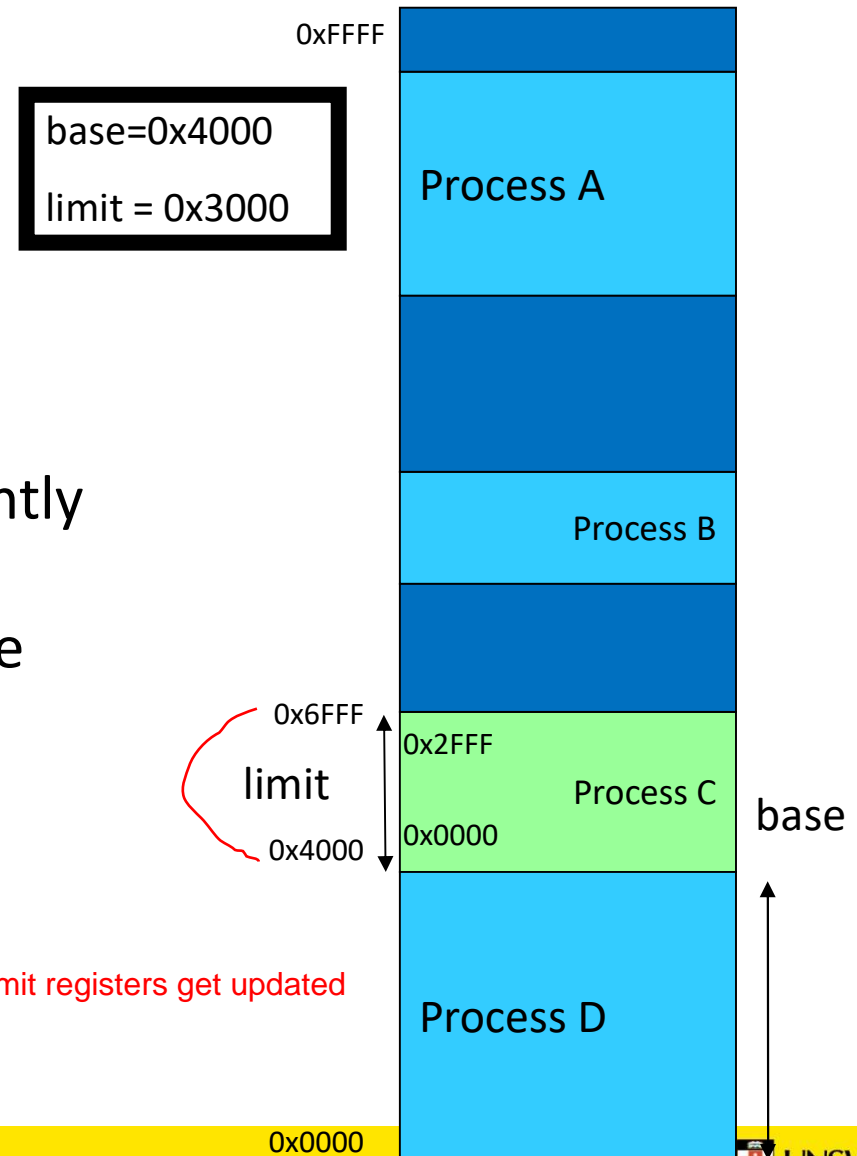 0xFFFF
base=0x4000
limit = 0x3000
Process A
ntly
Process B
e
0x6FFF
0x2FFF
limit
Process C
base
0x4000
0x0000
mit registers get updated
Process D
0x0000